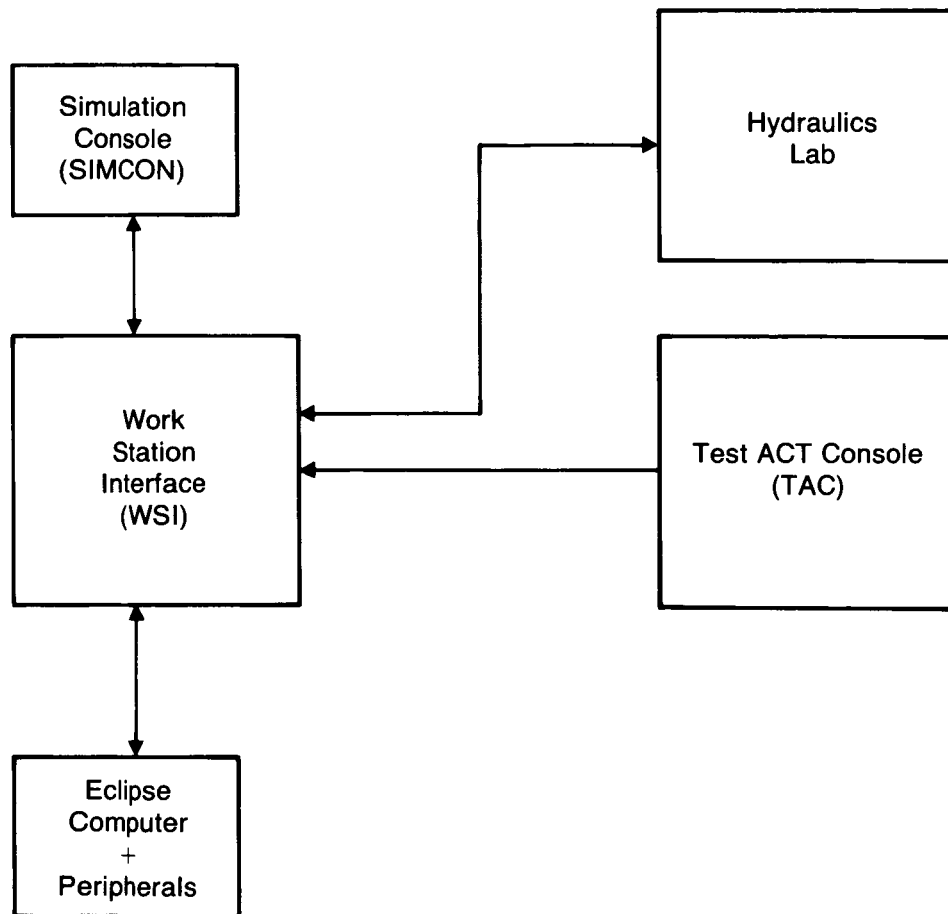 Simulation
Console
(SIMCON)
Hydraulics
Lab
Work
Station
Interface
(WSI)
Test ACT Console
(TAC)
Eclipse
Computer
+
Peripherals